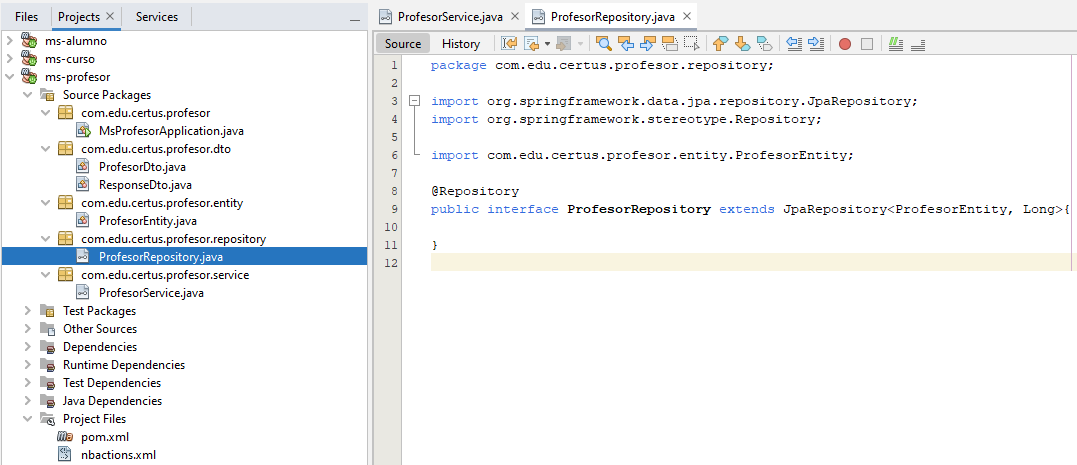 Files Projects Services
ms-alumno
ms-curso
ms-profesor
Source Packages
com.edu.certus.profesor
MsProfesorApplication.java
com.edu.certus.profesor.dto
ProfesorDto.java
ResponseDto.java
com.edu.certus.profesor.entity
ProfesorEntity.java
com.edu.certus.profesor.repository
ProfesorRepository.java
com.edu.certus.profesor.service
ProfesorService.java
Test Packages
Other Sources
Dependencies
Runtime Dependencies
Test Dependencies
Java Dependencies
Project Files
pom.xml
nbactions.xml
ProfesorService.java ProfesorRepository.java
Source History
1 package com.edu.certus.profesor.repository;
2
3 import org.springframework.data.jpa.repository.JpaRepository;
4 import org.springframework.stereotype.Repository;
5
6 import com.edu.certus.profesor.entity.ProfesorEntity;
7
8 @Repository
9 public interface ProfesorRepository extends JpaRepository<ProfesorEntity, Long>{
10
11 }
12